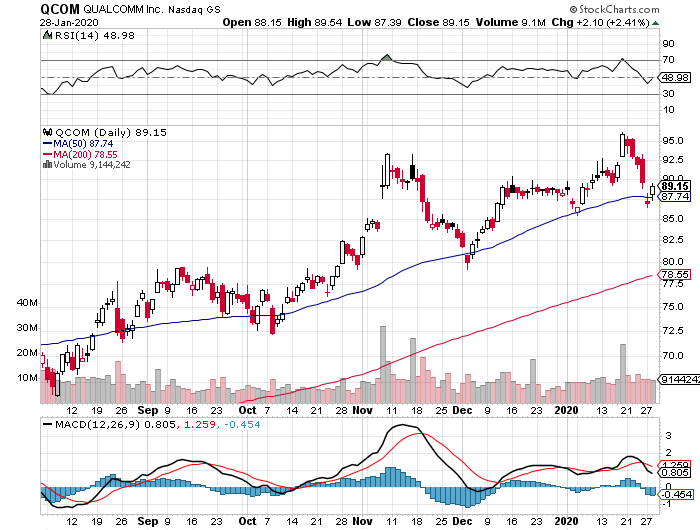 QCOM QUALCOMM Inc. Nasdaq GS © StockCharts.com
28-Jan-2020 Open 88.15 High 89.54 Low 87.39 Close 89.15 Volume 9.1M Chg +2.10 (+2.41%)
RSI(14) 48.98
90
70
48.98
30
10
QCOM (Daily) 89.15
MA(50) 87.74
MA(200) 78.55
Volume 9,144,242
95.0
92.5
90.0
89.15
87.74
85.0
82.5
80.0
78.55
77.5
75.0
72.5
70.0
9144242
40M
30M
20M
10M
12 19 26 Sep 9 16 23 Oct 7 14 21 28 Nov 11 18 25 Dec 9 16 23 2020 13 21 27
MACD(12,26,9) 0.805, 1.259, -0.454
3
2
1.259
0.805
0
-0.454
-1
12 19 26 Sep 9 16 23 Oct 7 14 21 28 Nov 11 18 25 Dec 9 16 23 2020 13 21 27